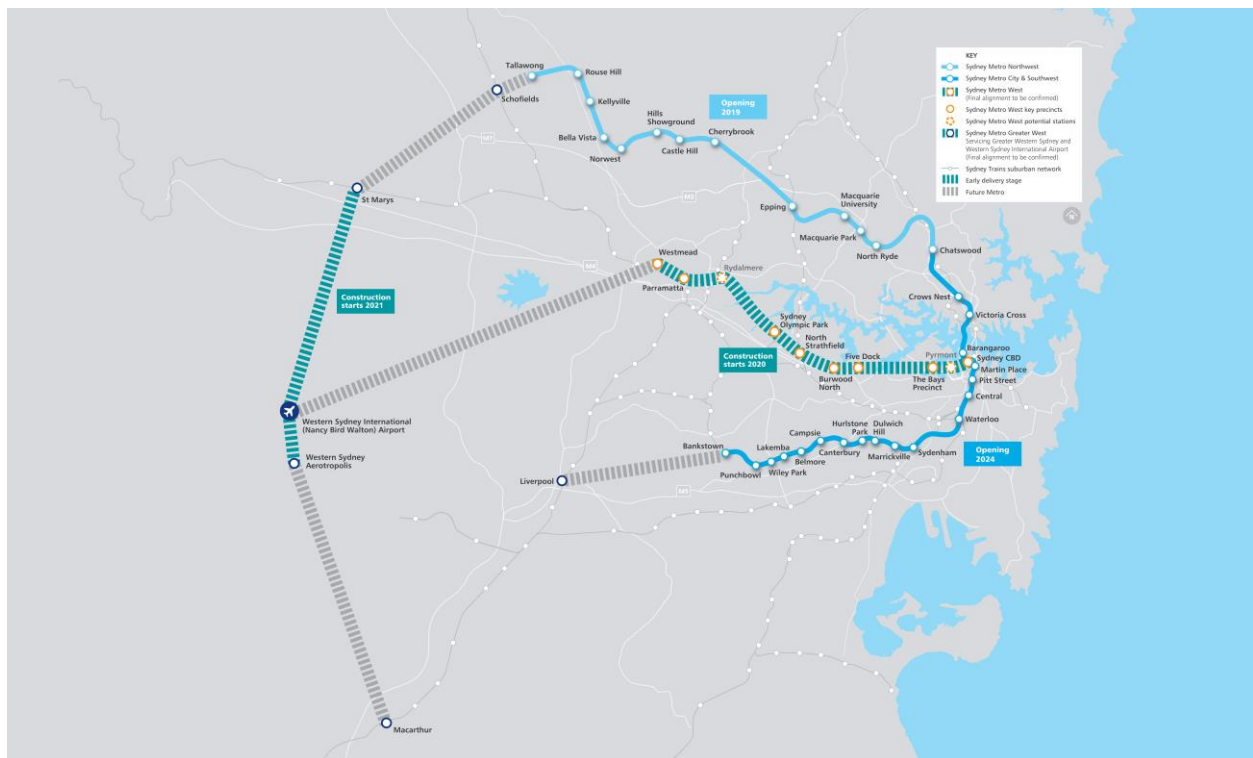 KEY
Sydney Metro Northwest
Sydney Metro City & Southwest
Sydney Metro West
(Final alignment to be confirmed)
Sydney Metro West key precincts
Sydney Metro West potential stations
Sydney Metro Greater West
Servicing Greater Western Sydney and
Western Sydney International Airport
(Final alignment to be confirmed)
Sydney Trains suburban network
Early delivery stage
Future Metro
Tallawong
Rouse Hill
Schofields
Kellyville
Opening
2019
Hills
Showground
Cherrybrook
Bella Vista
Castle Hill
Norwest
M7
St Marys
M2
Epping
Macquarie
University
Macquarie Park
North Ryde
Chatswood
Westmead
M4
Rydalmere
Parramatta
Construction
starts 2021
Crows Nest
Victoria Cross
Sydney
Olympic Park
North
Strathfield
Construction
starts 2020
Five Dock
Burwood
North
Pyrmont
The Bays
Precinct
Barangaroo
Sydney CBD
Martin Place
Pitt Street
Central
Waterloo
Western Sydney International
(Nancy Bird Walton) Airport
Western Sydney
Aerotropolis
Hurlstone
Park
Dulwich
Hill
Campsie
Lakemba
Bankstown
Belmore
Canterbury
Marrickville
Sydenham
Wiley Park
Punchbowl
Opening
2024
Liverpool
M5
Macarthur